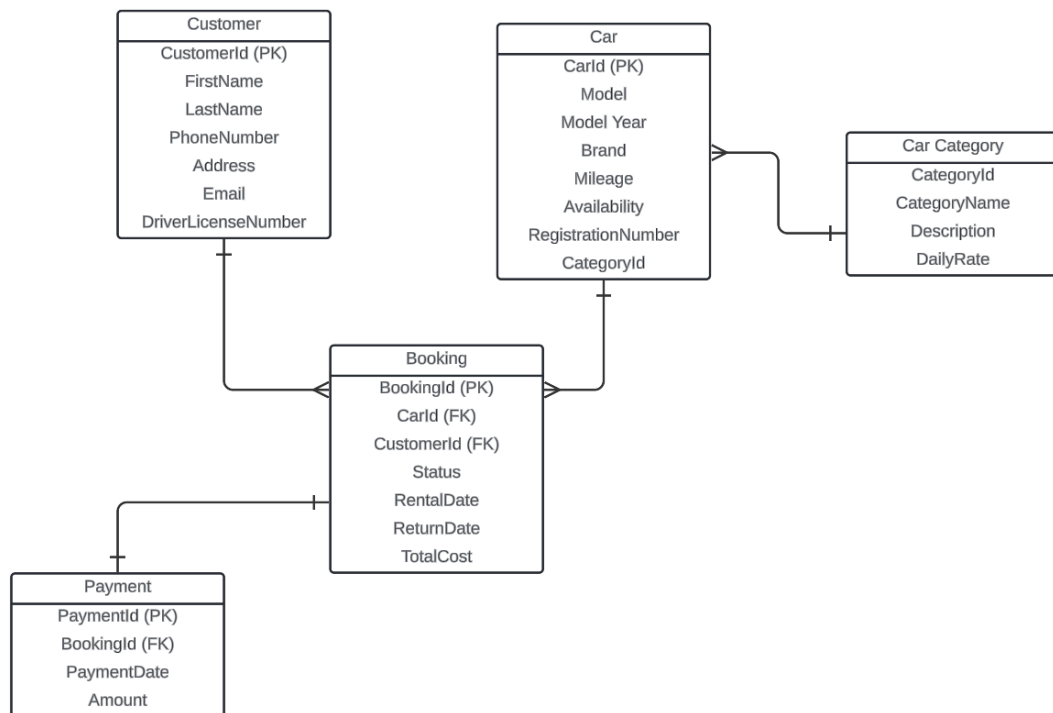 Customer
CustomerId (PK)
FirstName
LastName
PhoneNumber
Address
Email
DriverLicenseNumber
Car
CarId (PK)
Model
Model Year
Brand
Mileage
Availability
RegistrationNumber
CategoryId
Car Category
CategoryId
CategoryName
Description
DailyRate
Booking
BookingId (PK)
CarId (FK)
CustomerId (FK)
Status
RentalDate
ReturnDate
TotalCost
Payment
PaymentId (PK)
BookingId (FK)
PaymentDate
Amount